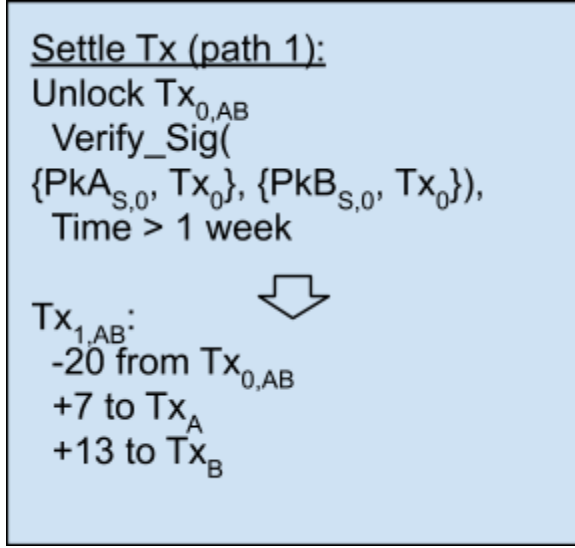 Settle Tx (path 1):
Unlock Tx0,AB
Verify_Sig(
{PkAS,0, Tx0}, {PkBS,0, Tx0}),
Time > 1 week
Tx1,AB:
-20 from Tx0,AB
+7 to TxA
+13 to TxB